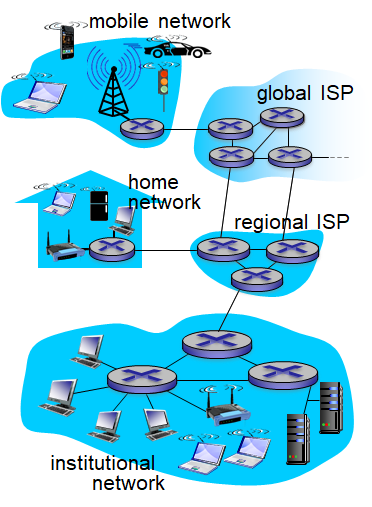 mobile network
global ISP
home
network
regional ISP
institutional
network